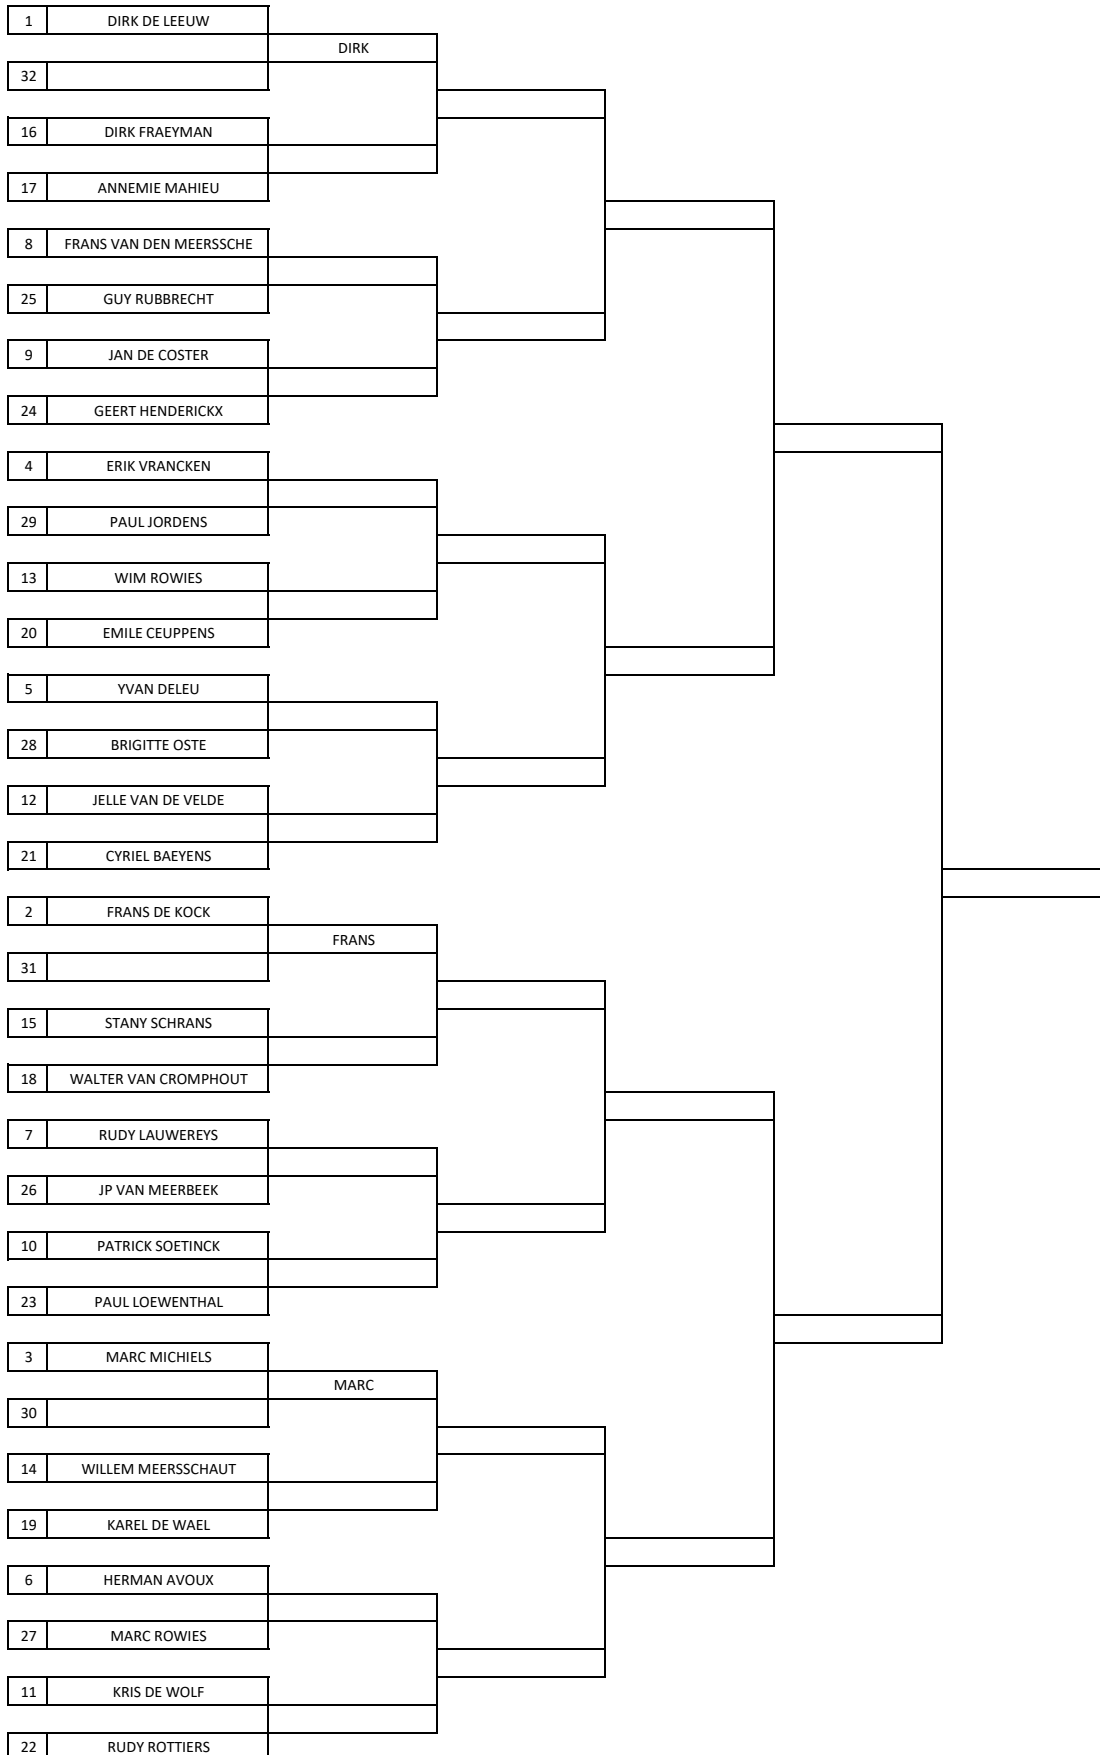 1 DIRK DE LEEUW
DIRK
32
16 DIRK FRAEYMAN
17 ANNEMIE MAHIEU
8 FRANS VAN DEN MEERSSCHE
25 GUY RUBBRECHT
9 JAN DE COSTER
24 GEERT HENDERICKX
4 ERIK VRANCKEN
29 PAUL JORDENS
13 WIM ROWIES
20 EMILE CEUPPENS
5 YVAN DELEU
28 BRIGITTE OSTE
12 JELLE VAN DE VELDE
21 CYRIEL BAEYENS
2 FRANS DE KOCK
FRANS
31
15 STANY SCHRANS
18 WALTER VAN CROMPHOUT
7 RUDY LAUWEREYS
26 JP VAN MEERBEEK
10 PATRICK SOETINCK
23 PAUL LOEWENTHAL
3 MARC MICHIELS
MARC
30
14 WILLEM MEERSSCHAUT
19 KAREL DE WAEL
6 HERMAN AVOUX
27 MARC ROWIES
11 KRIS DE WOLF
22 RUDY ROTTIERS